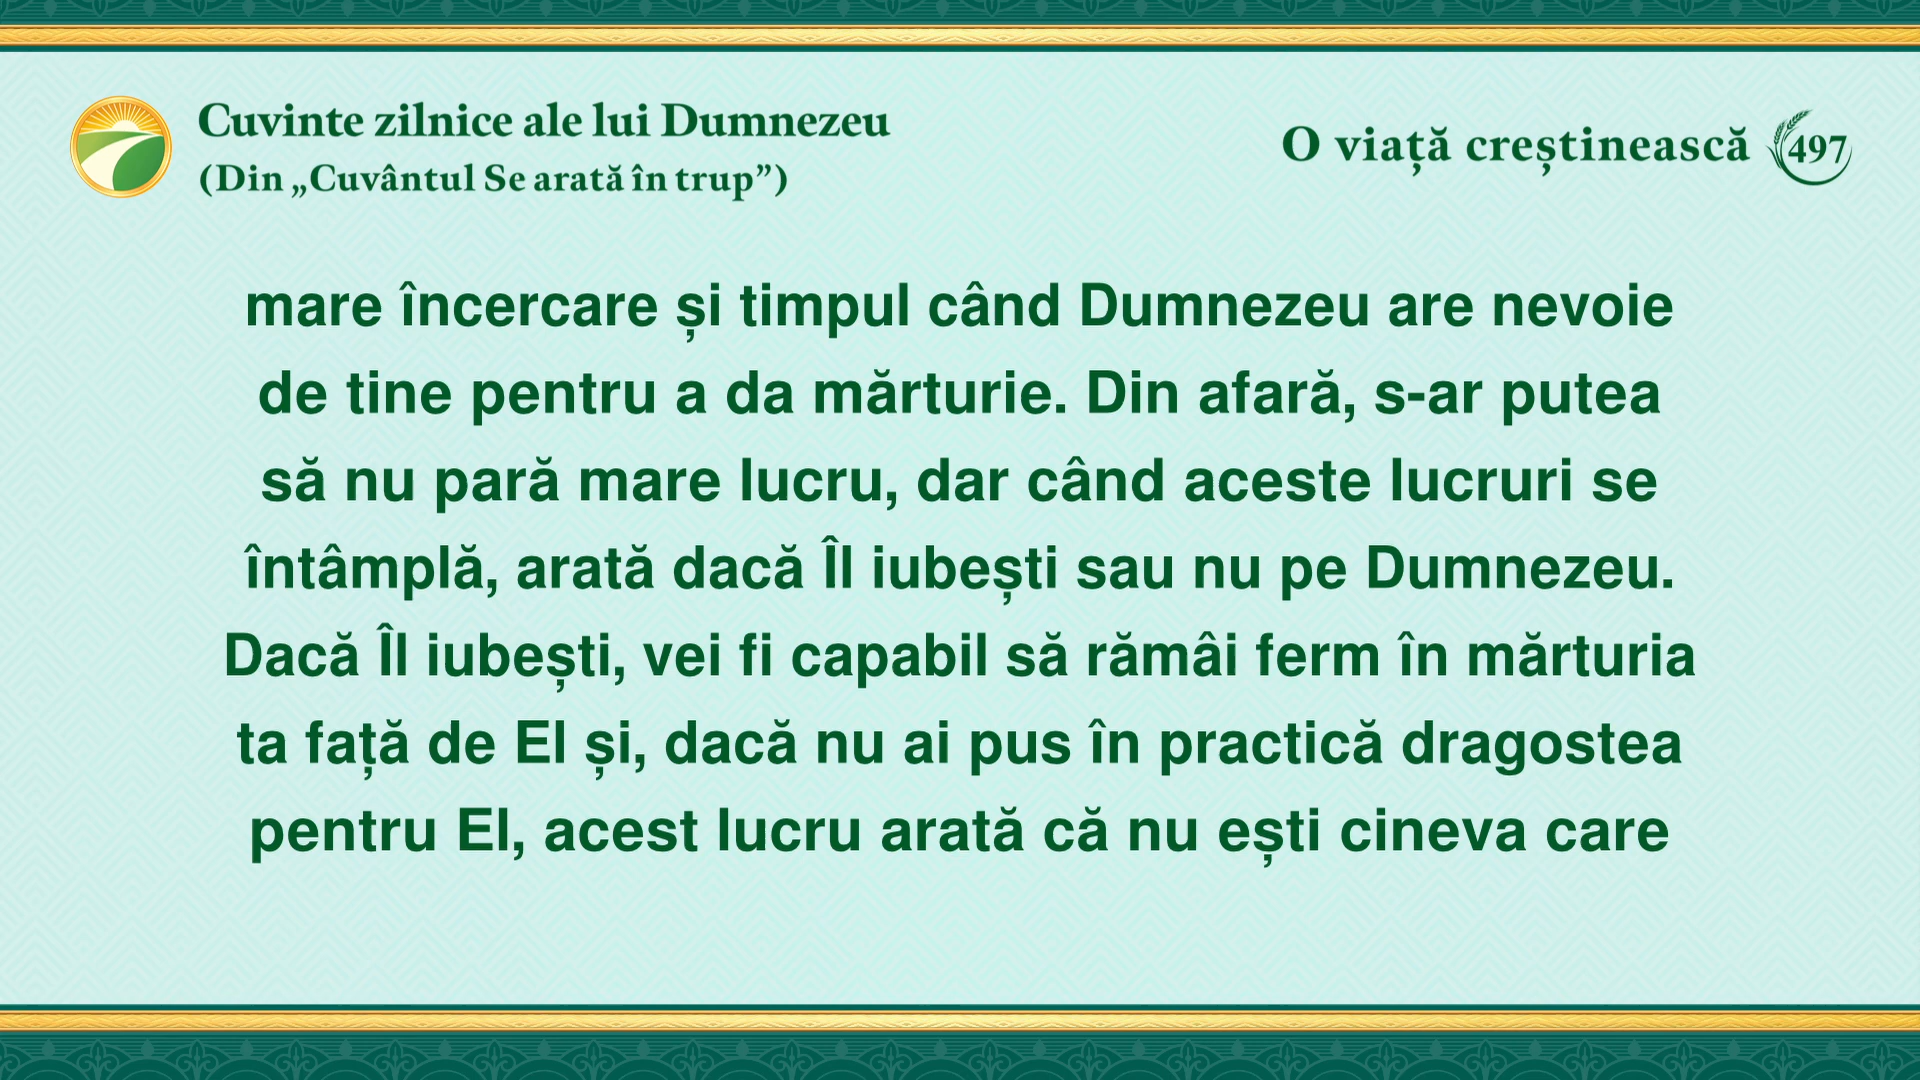 Cuvinte zilnice ale lui Dumnezeu
(Din „Cuvântul Se arată în trup”)
O viață creștinească 497
mare încercare și timpul când Dumnezeu are nevoie
de tine pentru a da mărturie. Din afară, s-ar putea
să nu pară mare lucru, dar când aceste lucruri se
întâmplă, arată dacă Îl iubești sau nu pe Dumnezeu.
Dacă Îl iubești, vei fi capabil să rămâi ferm în mărturia
ta față de El și, dacă nu ai pus în practică dragostea
pentru El, acest lucru arată că nu ești cineva care